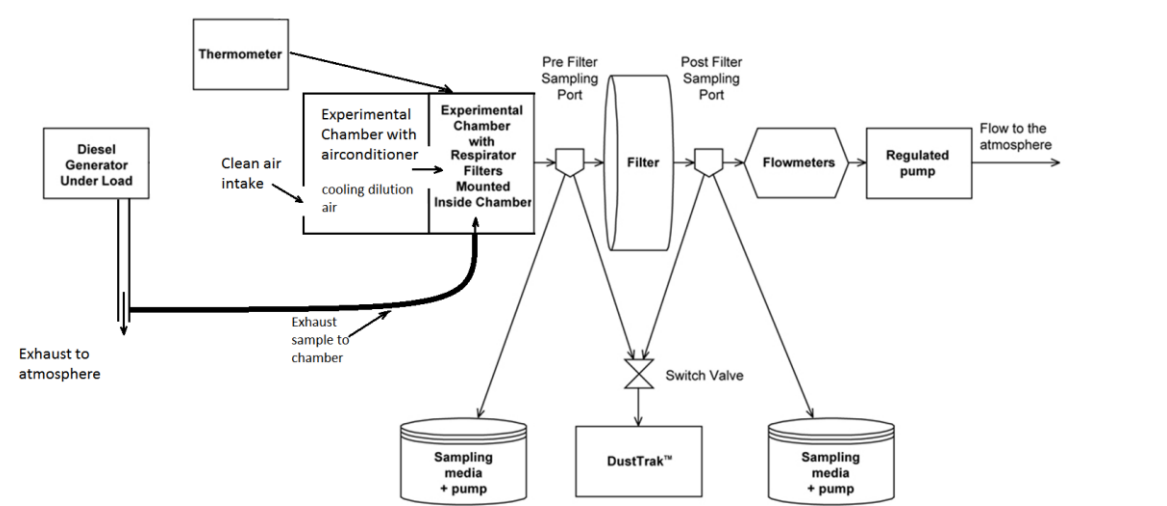 Thermometer
Pre Filter
Sampling
Port
Post Filter
Sampling
Port
Diesel
Generator
Under Load
Clean air
intake
Experimental
Chamber with
airconditioner
cooling dilution
air
Experimental
Chamber
with
Respirator
Filters
Mounted
Inside Chamber
Filter
Flowmeters
Regulated
pump
Flow to the
atmosphere
Exhaust to
atmosphere
Exhaust
sample to
chamber
Switch Valve
Sampling
media
+ pump
DustTrak™
Sampling
media
+ pump